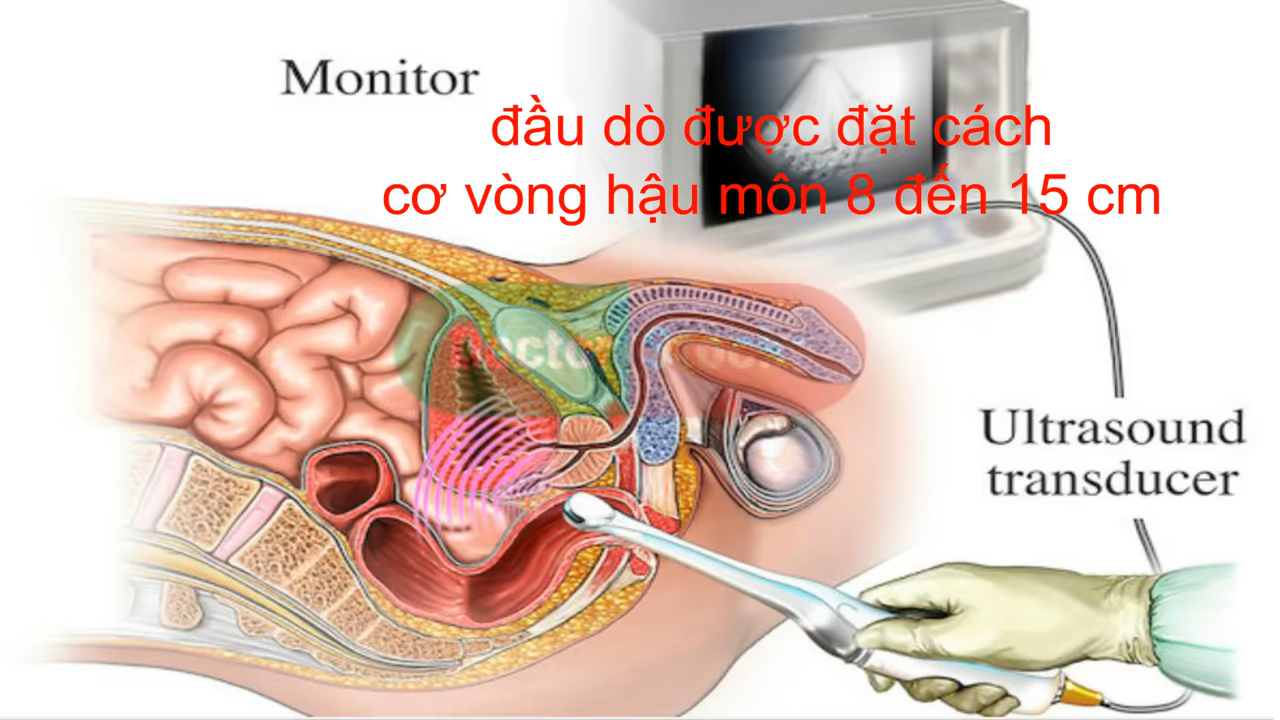 Monitor
đầu dò được đặt cách
cơ vòng hậu môn 8 đến 15 cm
Ultrasound
transducer